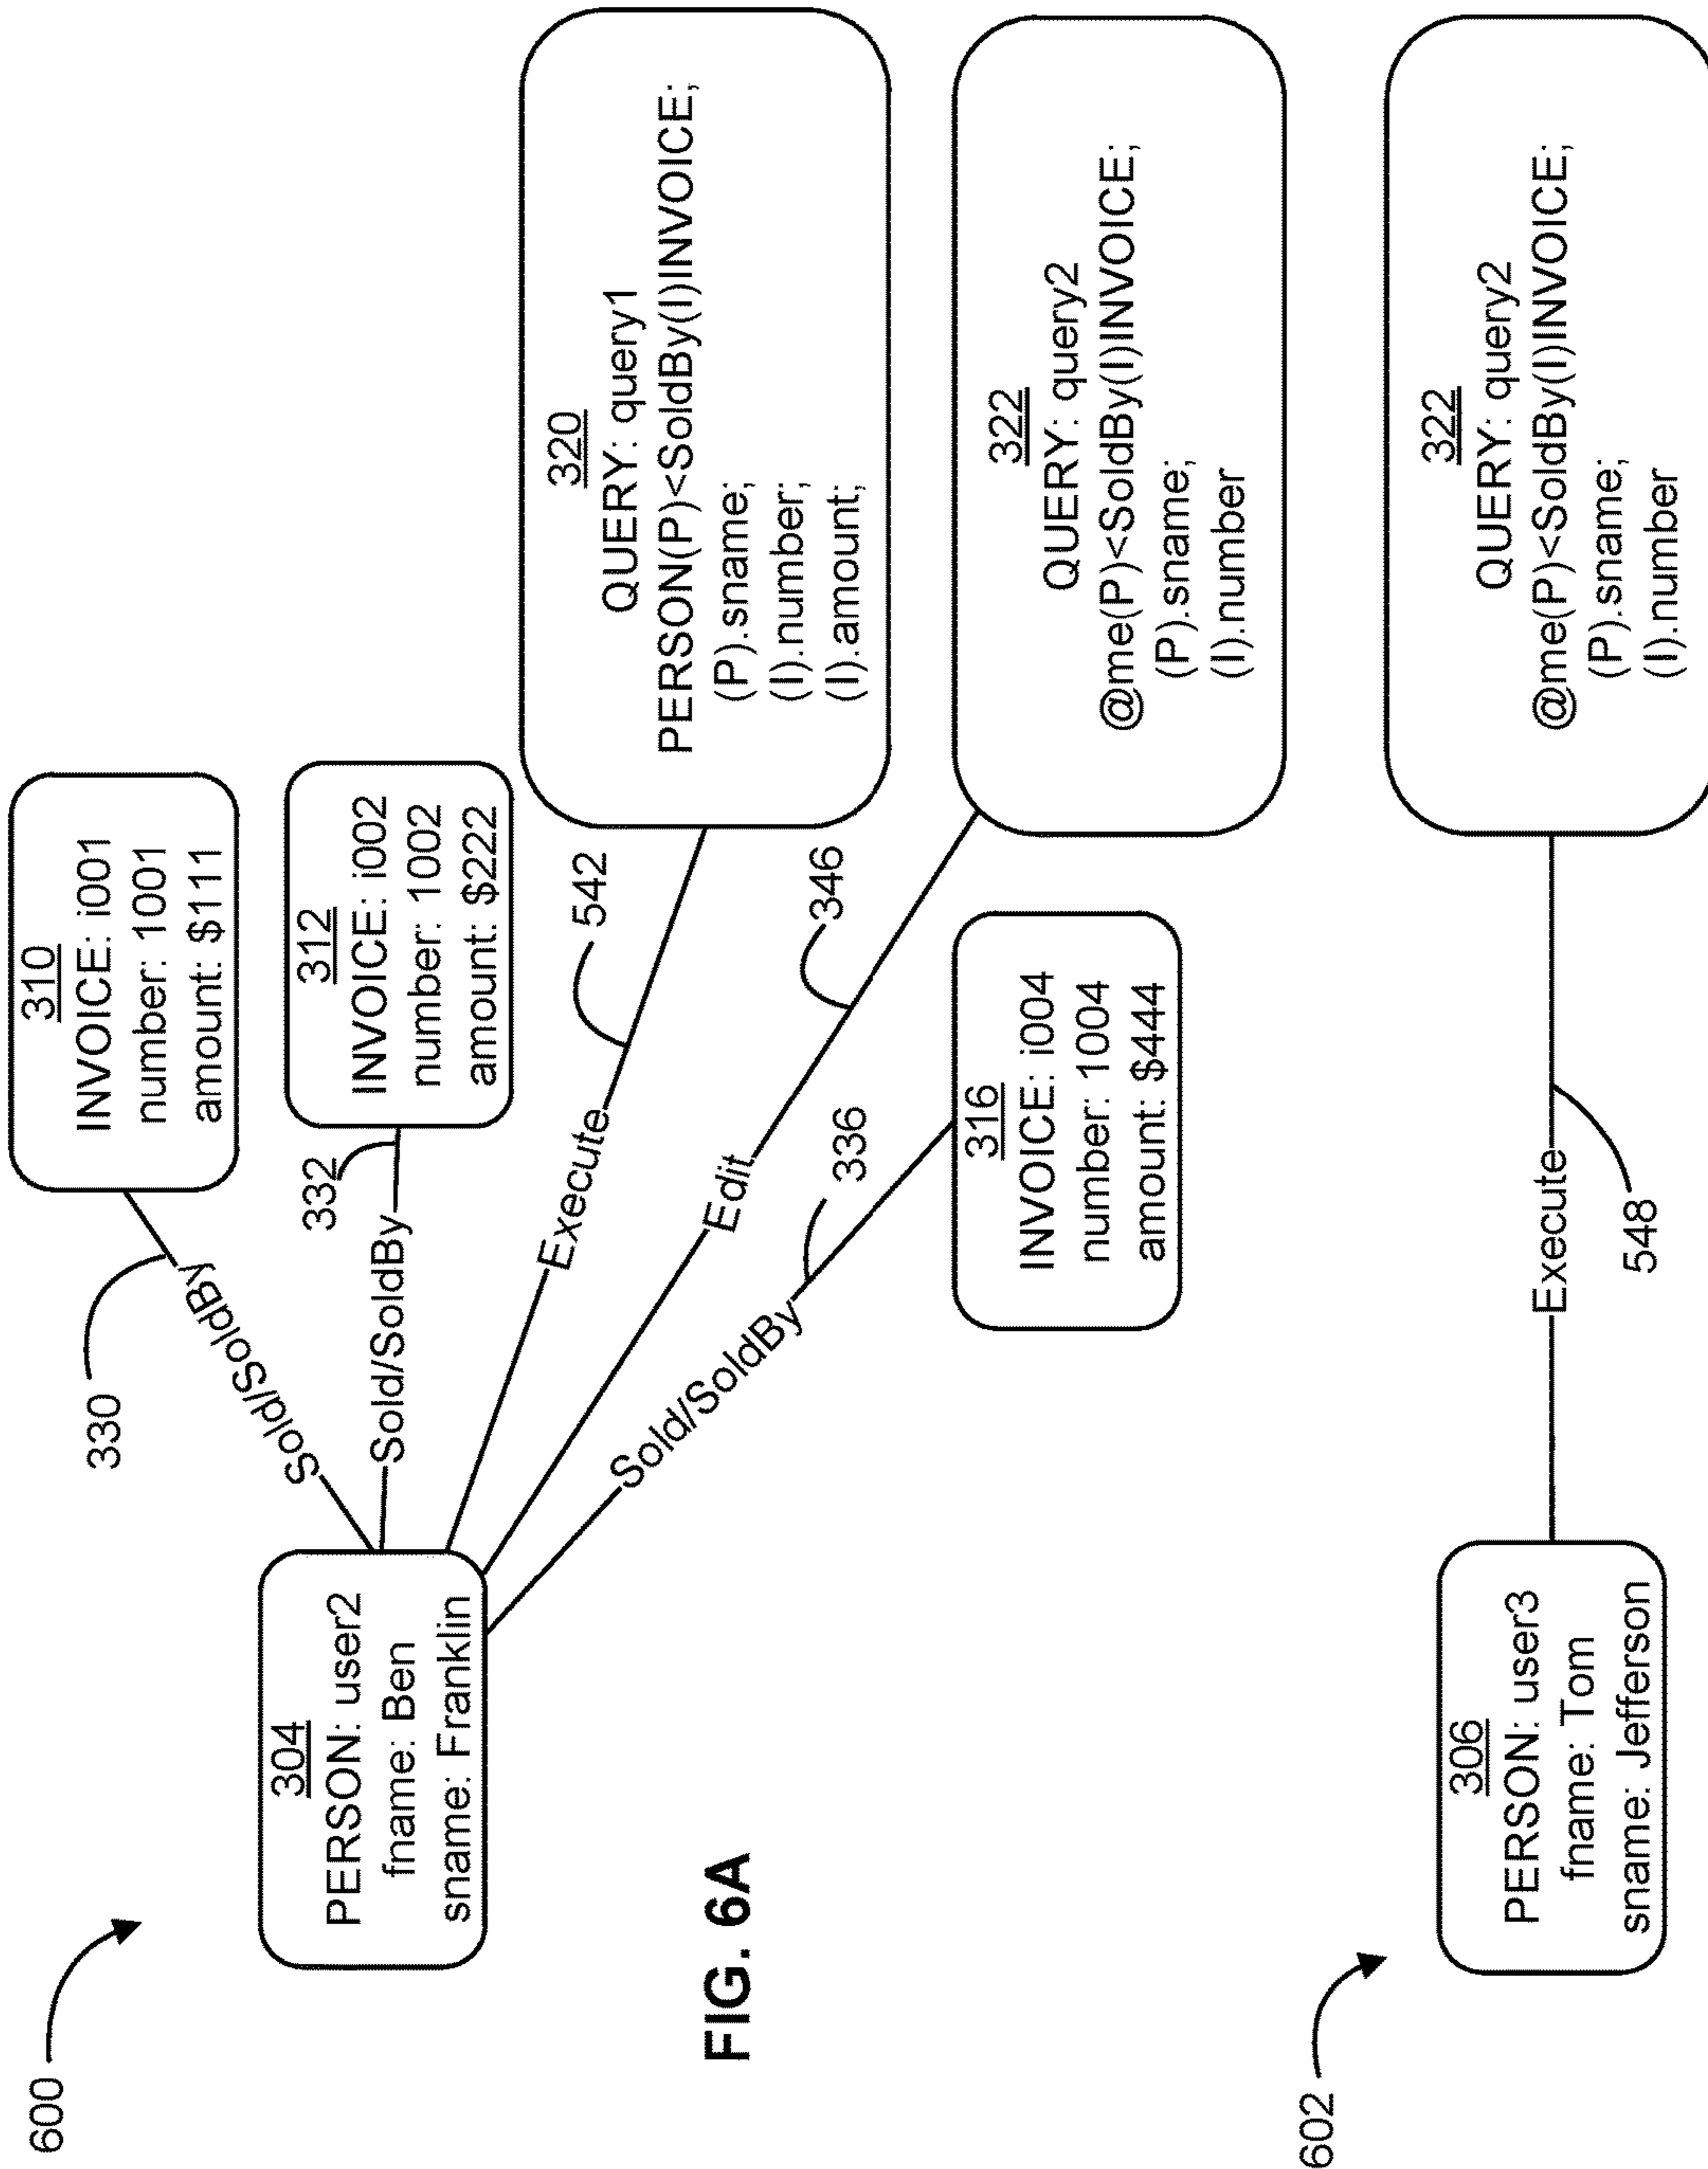 600
304
PERSON: user2
fname: Ben
sname: Franklin
330
Sold/SoldBy
310
INVOICE: i001
number: 1001
amount: $111
332
Sold/SoldBy
312
INVOICE: i002
number: 1002
amount: $222
Execute
542
320
QUERY: query1
PERSON(P)<SoldBy(I)INVOICE;
(P).sname;
(I).number;
(I).amount;
Edit
346
322
QUERY: query2
@me(P)<SoldBy(I)INVOICE;
(P).sname;
(I).number
Sold/SoldBy
336
316
INVOICE: i004
number: 1004
amount: $444
FIG. 6A
602
306
PERSON: user3
fname: Tom
sname: Jefferson
Execute
548
322
QUERY: query2
@me(P)<SoldBy(I)INVOICE;
(P).sname;
(I).number